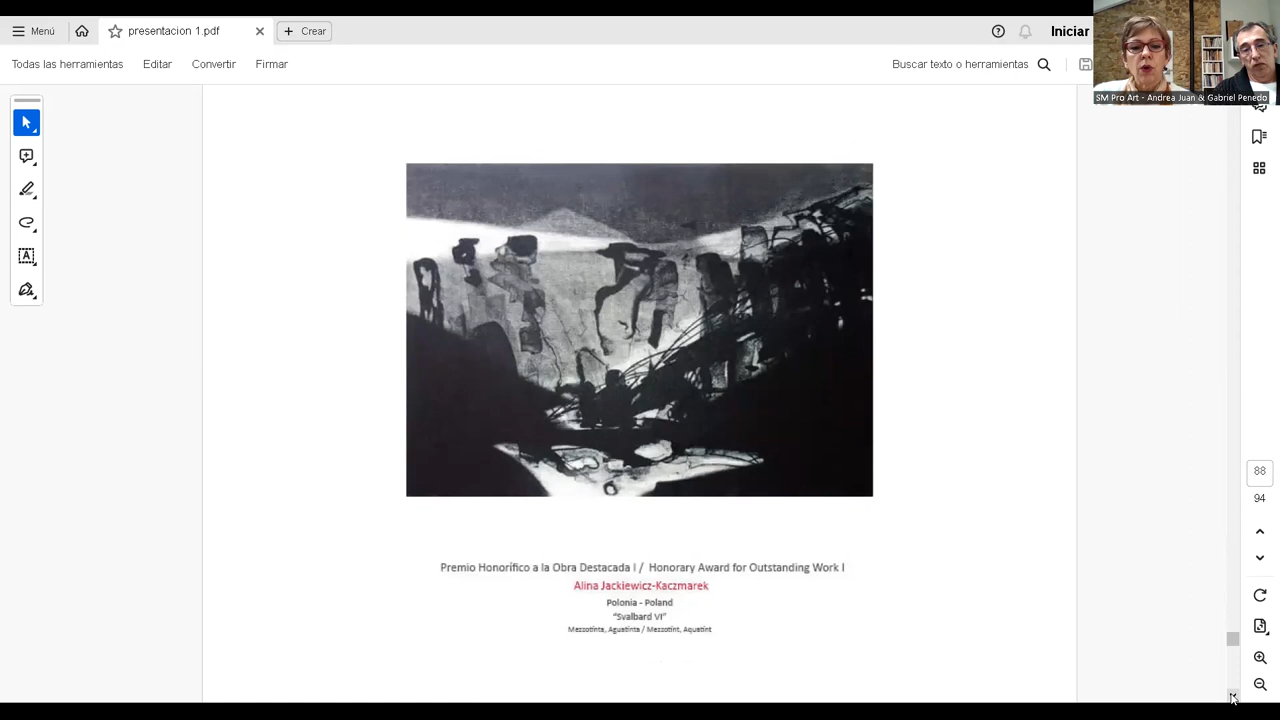 Menú
presentacion 1.pdf
Crear
Iniciar
Todas las herramientas
Editar
Convertir
Firmar
Buscar texto o herramientas
SM Pro Art - Andrea Juan & Gabriel Penedo
88
94
Premio Honorífico a la Obra Destacada I / Honorary Award for Outstanding Work I
Alina Jackiewicz-Kaczmarek
Polonia - Poland
"Svalbard VI"
Mezzotinta, Aguatinta / Mezzotint, Aquatint